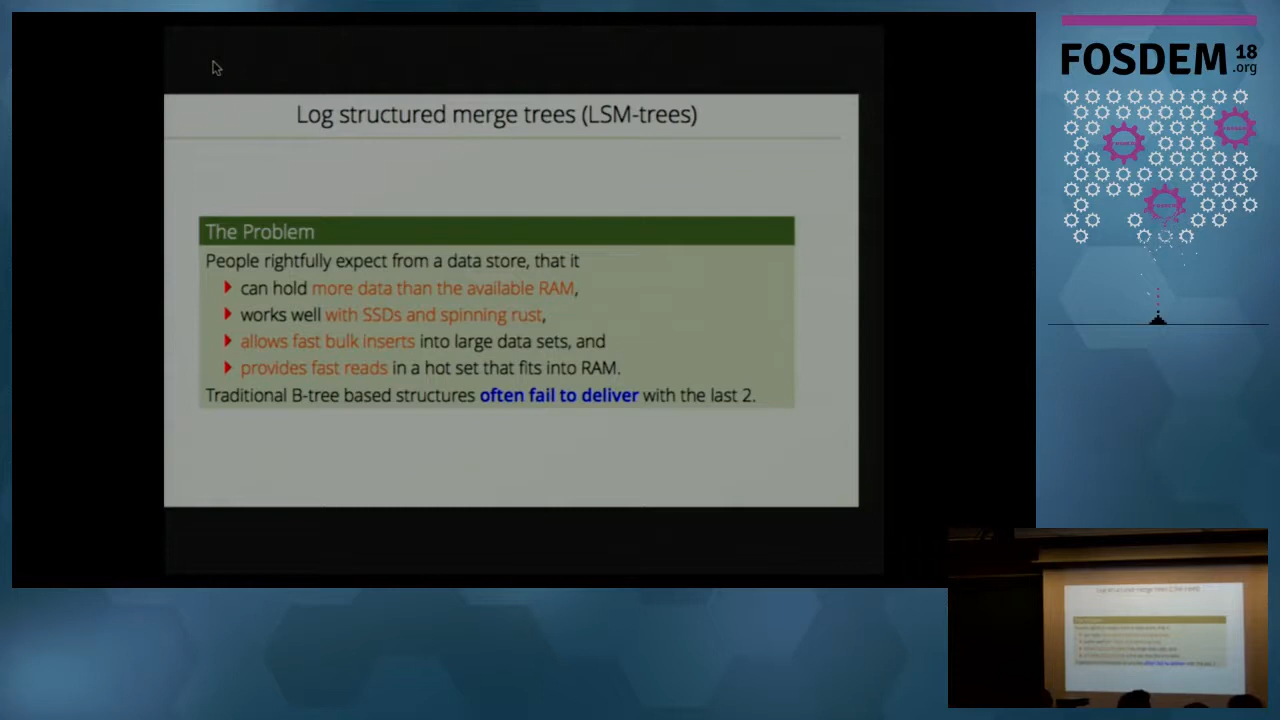 Log structured merge trees (LSM-trees)
The Problem
People rightfully expect from a data store, that it
can hold more data than the available RAM,
works well with SSDs and spinning rust,
allows fast bulk inserts into large data sets, and
provides fast reads in a hot set that fits into RAM.
Traditional B-tree based structures often fail to deliver with the last 2.
FOSDEM 18
.org